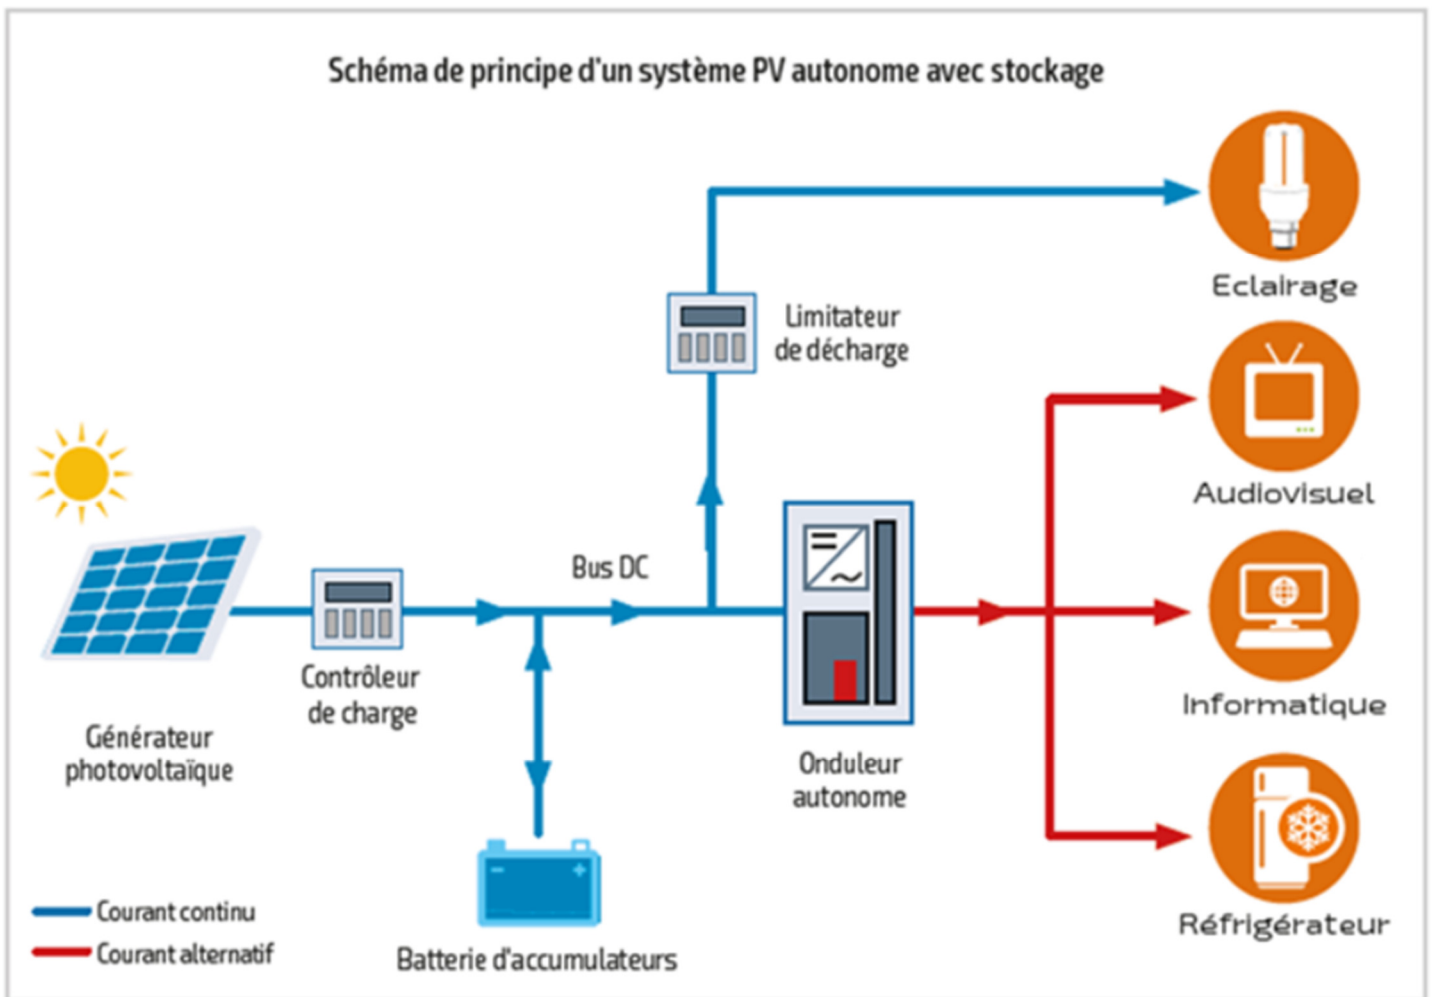 Schéma de principe d'un système PV autonome avec stockage
Eclairage
Limitateur
de décharge
Audiovisuel
Bus DC
Contrôleur
de charge
Informatique
Générateur
photovoltaïque
Onduleur
autonome
Courant continu
Courant alternatif
Batterie d'accumulateurs
Réfrigérateur